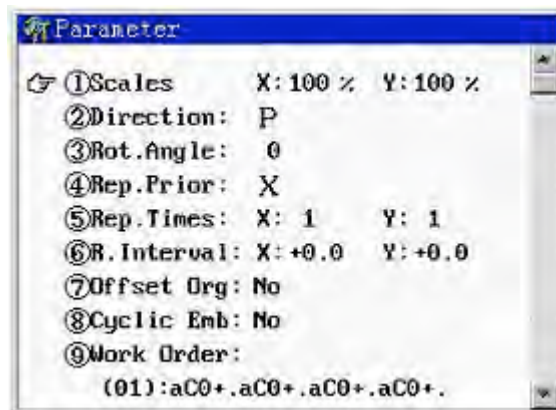 Parameter
①Scales X:100 % Y:100 %
②Direction: P
③Rot.Angle: 0
④Rep.Prior: X
⑤Rep.Times: X: 1 Y: 1
⑥R.Interval: X:+0.0 Y:+0.0
⑦Offset Org: No
⑧Cyclic Emb: No
⑨Work Order:
(01):aC0+.aC0+.aC0+.aC0+.